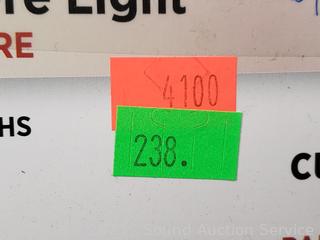 re Light
RE
4100
HS
238.
CU
Sound Auction Service